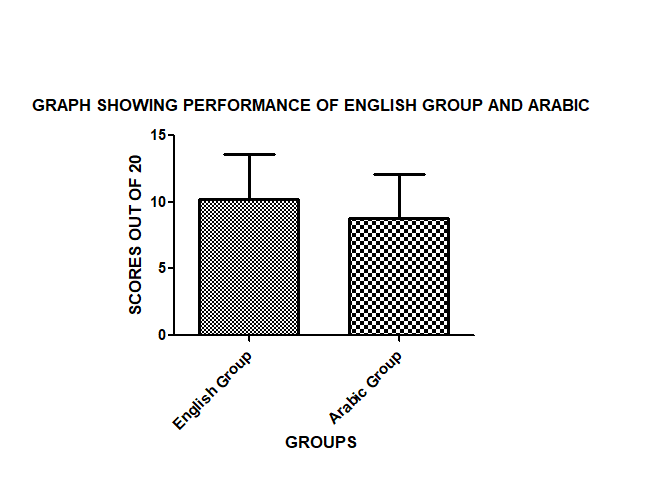 GRAPH SHOWING PERFORMANCE OF ENGLISH GROUP AND ARABIC
SCORES OUT OF 20
15
10
5
0
English Group
Arabic Group
GROUPS